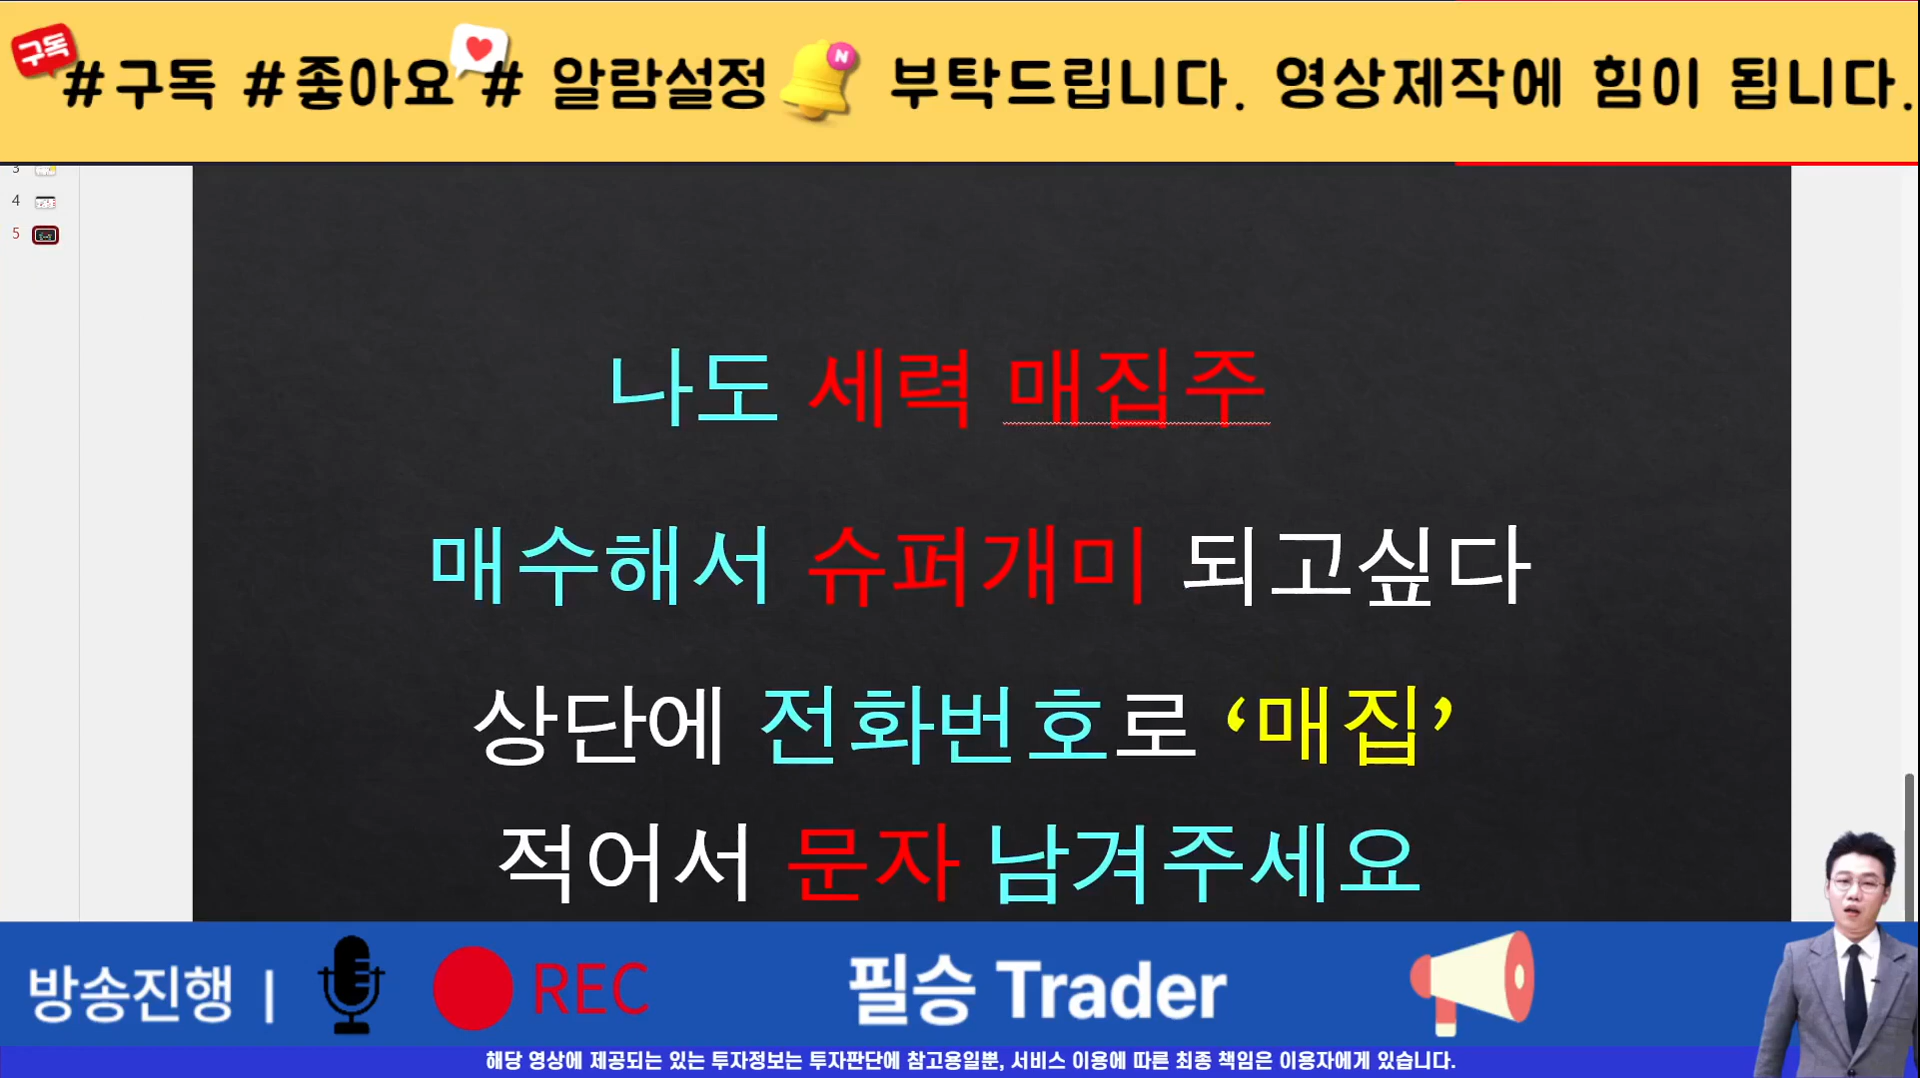 구독
#구독 #좋아요 # 알람설정 N 부탁드립니다. 영상제작에 힘이 됩니다.
3
4
5
나도 세력 매집주
매수해서 슈퍼개미 되고싶다
상단에 전화번호로 ‘매집’
적어서 문자 남겨주세요
방송진행 | REC 필승 Trader
해당 영상에 제공되는 있는 투자정보는 투자판단에 참고용일뿐, 서비스 이용에 따른 최종 책임은 이용자에게 있습니다.